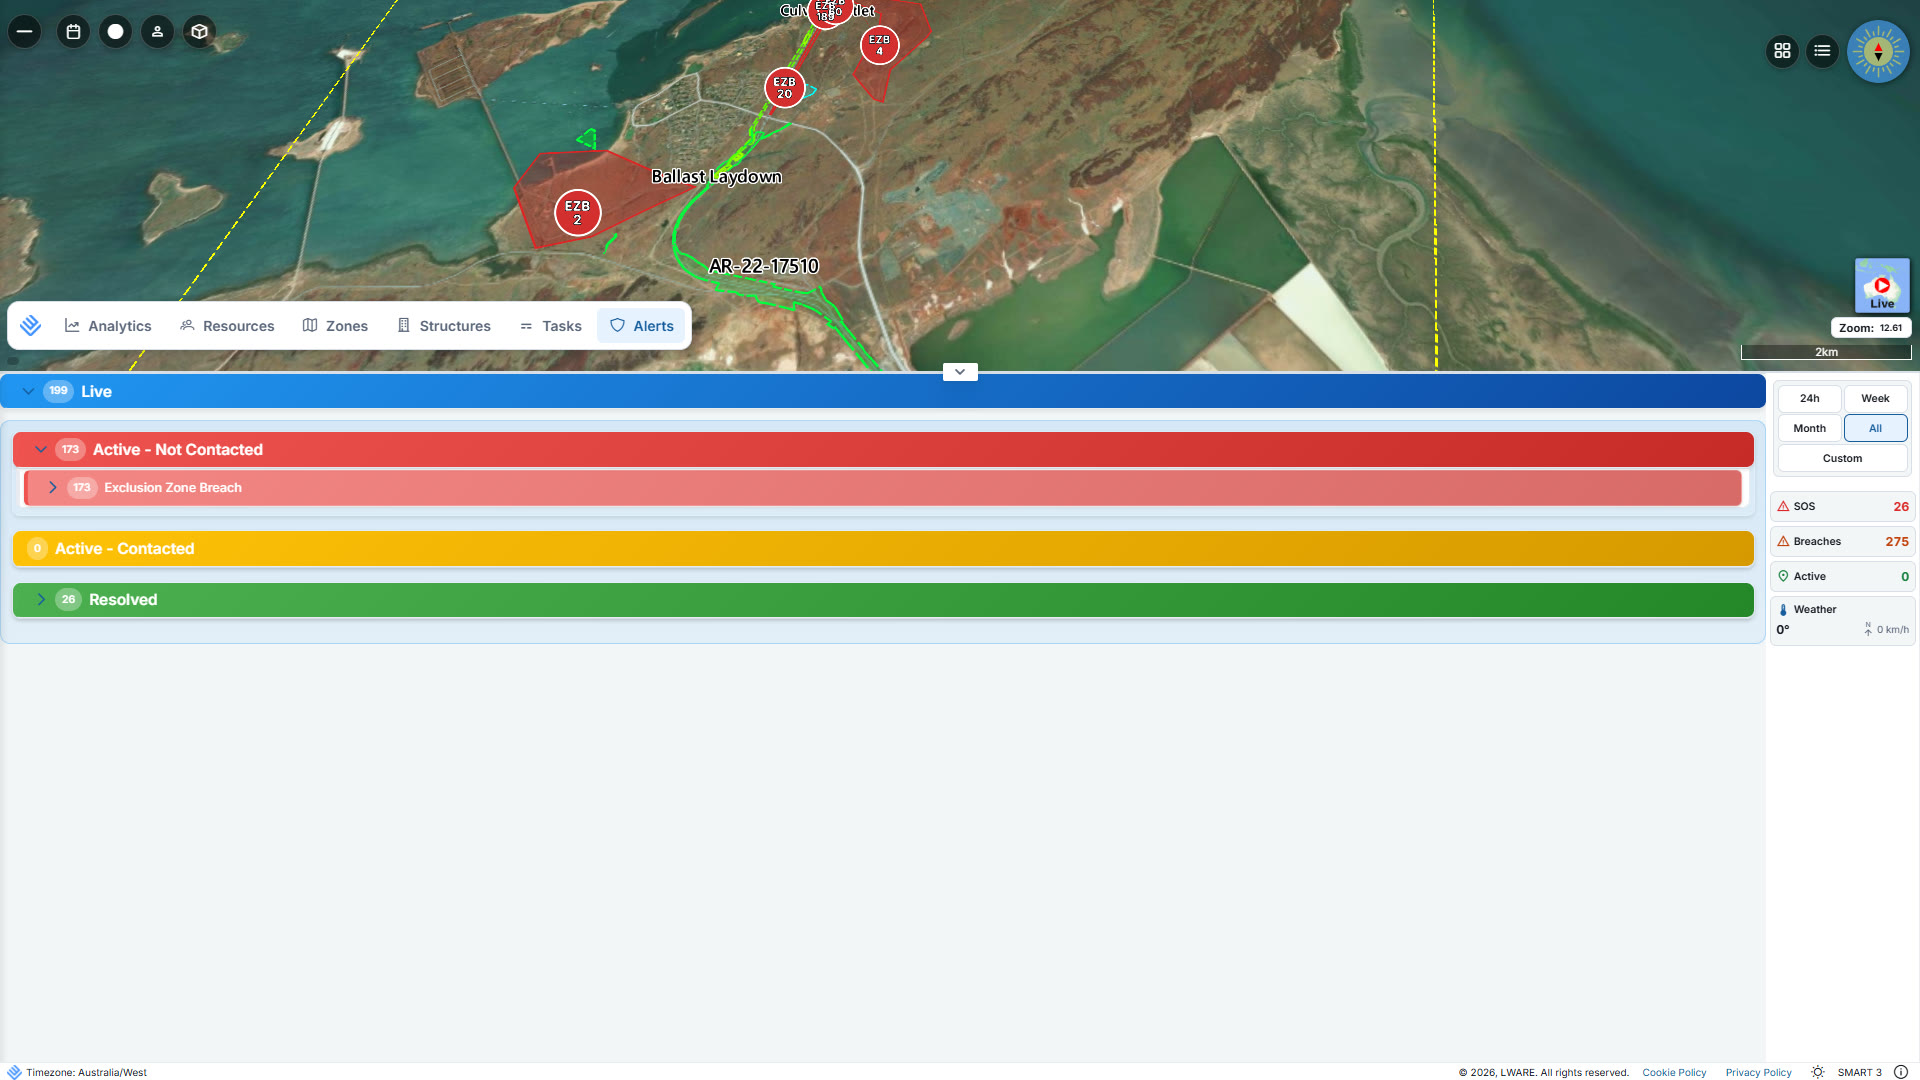 EZB
189
EZB
4
EZB
20
Ballast Laydown
EZB
2
AR-22-17510
Live
Zoom: 12.61
2km
Analytics
Resources
Zones
Structures
Tasks
Alerts
199 Live
173 Active - Not Contacted
173 Exclusion Zone Breach
0 Active - Contacted
26 Resolved
24h
Week
Month
All
Custom
SOS 26
Breaches 275
Active 0
Weather
0° N 0 km/h
Timezone: Australia/West
© 2026, LWARE. All rights reserved. Cookie Policy Privacy Policy SMART 3